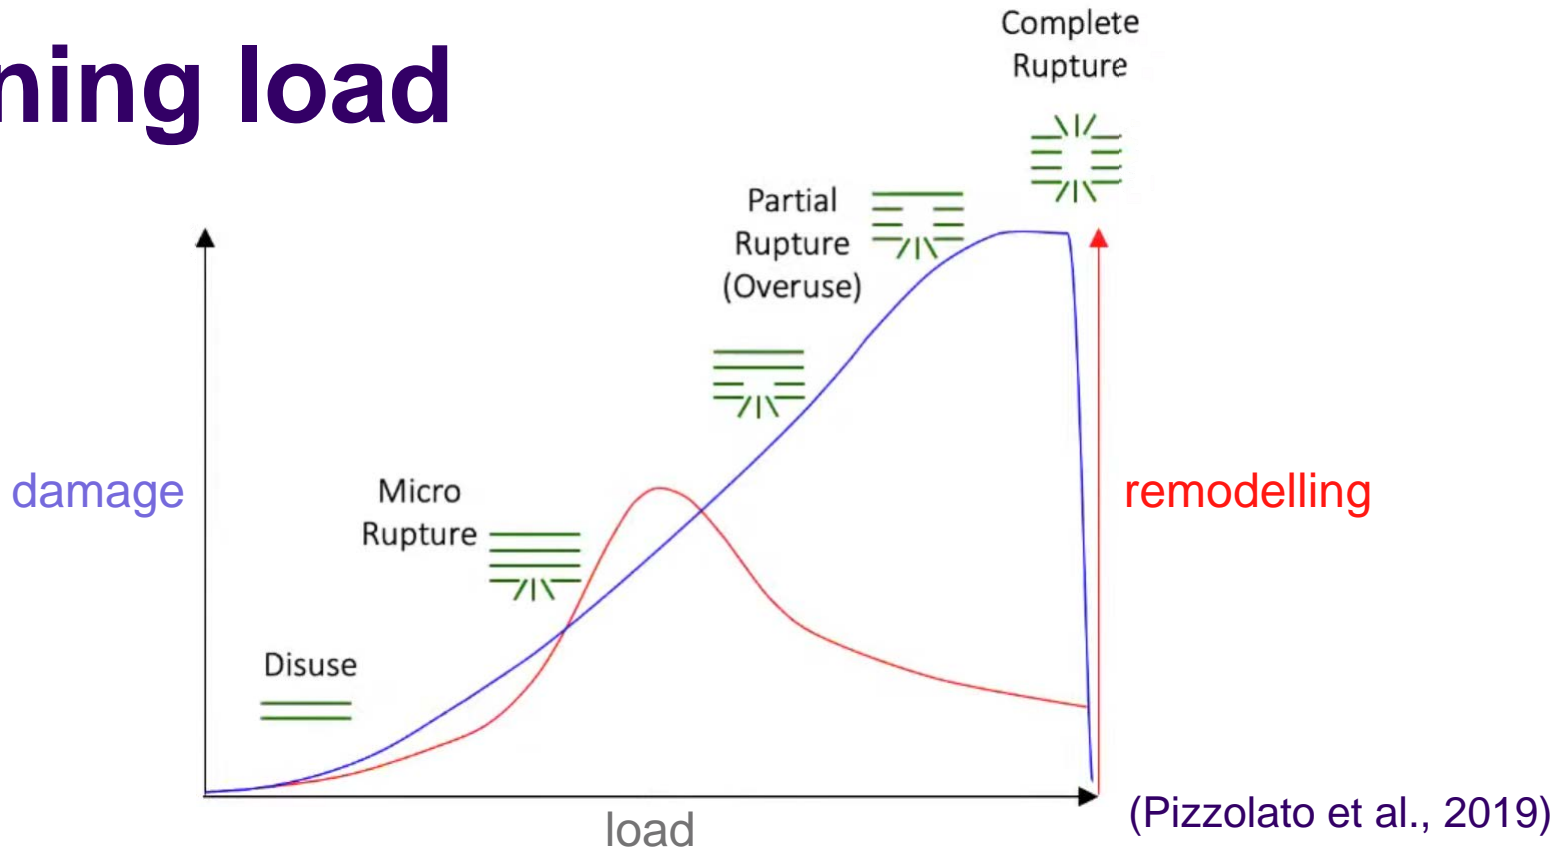 ning load
Complete
Rupture
Partial
Rupture
(Overuse)
damage
Micro
Rupture
remodelling
Disuse
load
(Pizzolato et al., 2019)